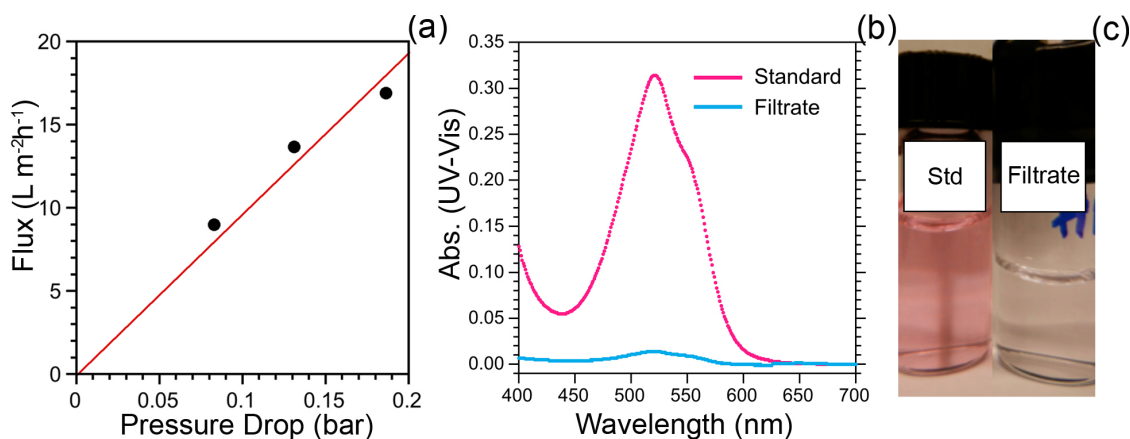 (a)
20
15
10
5
0
Flux (L m⁻²h⁻¹)
0
0.05
0.1
0.15
0.2
Pressure Drop (bar)
(b)
0.35
0.30
0.25
0.20
0.15
0.10
0.05
0.00
Abs. (UV-Vis)
Standard
Filtrate
400
450
500
550
600
650
700
Wavelength (nm)
(c)
Std
Filtrate